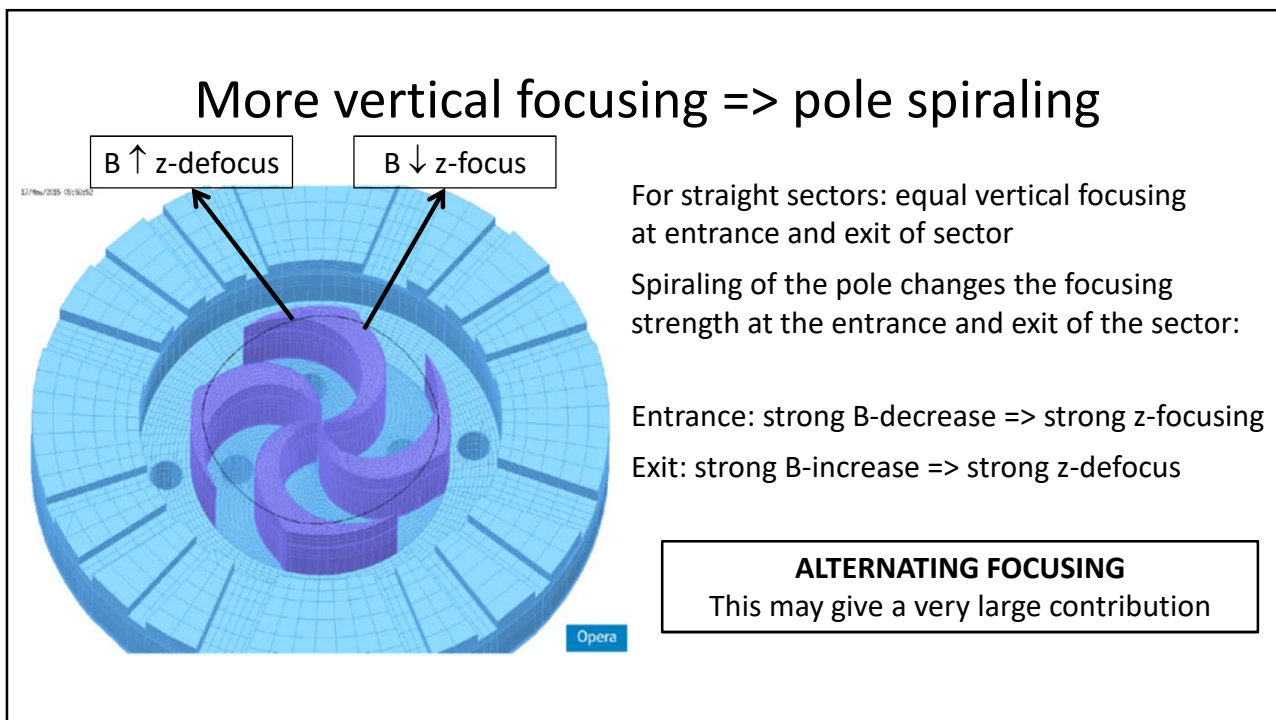 More vertical focusing => pole spiraling
B ↑ z-defocus
B ↓ z-focus
For straight sectors: equal vertical focusing
at entrance and exit of sector
Spiraling of the pole changes the focusing
strength at the entrance and exit of the sector:
Entrance: strong B-decrease => strong z-focusing
Exit: strong B-increase => strong z-defocus
ALTERNATING FOCUSING
This may give a very large contribution
Opera